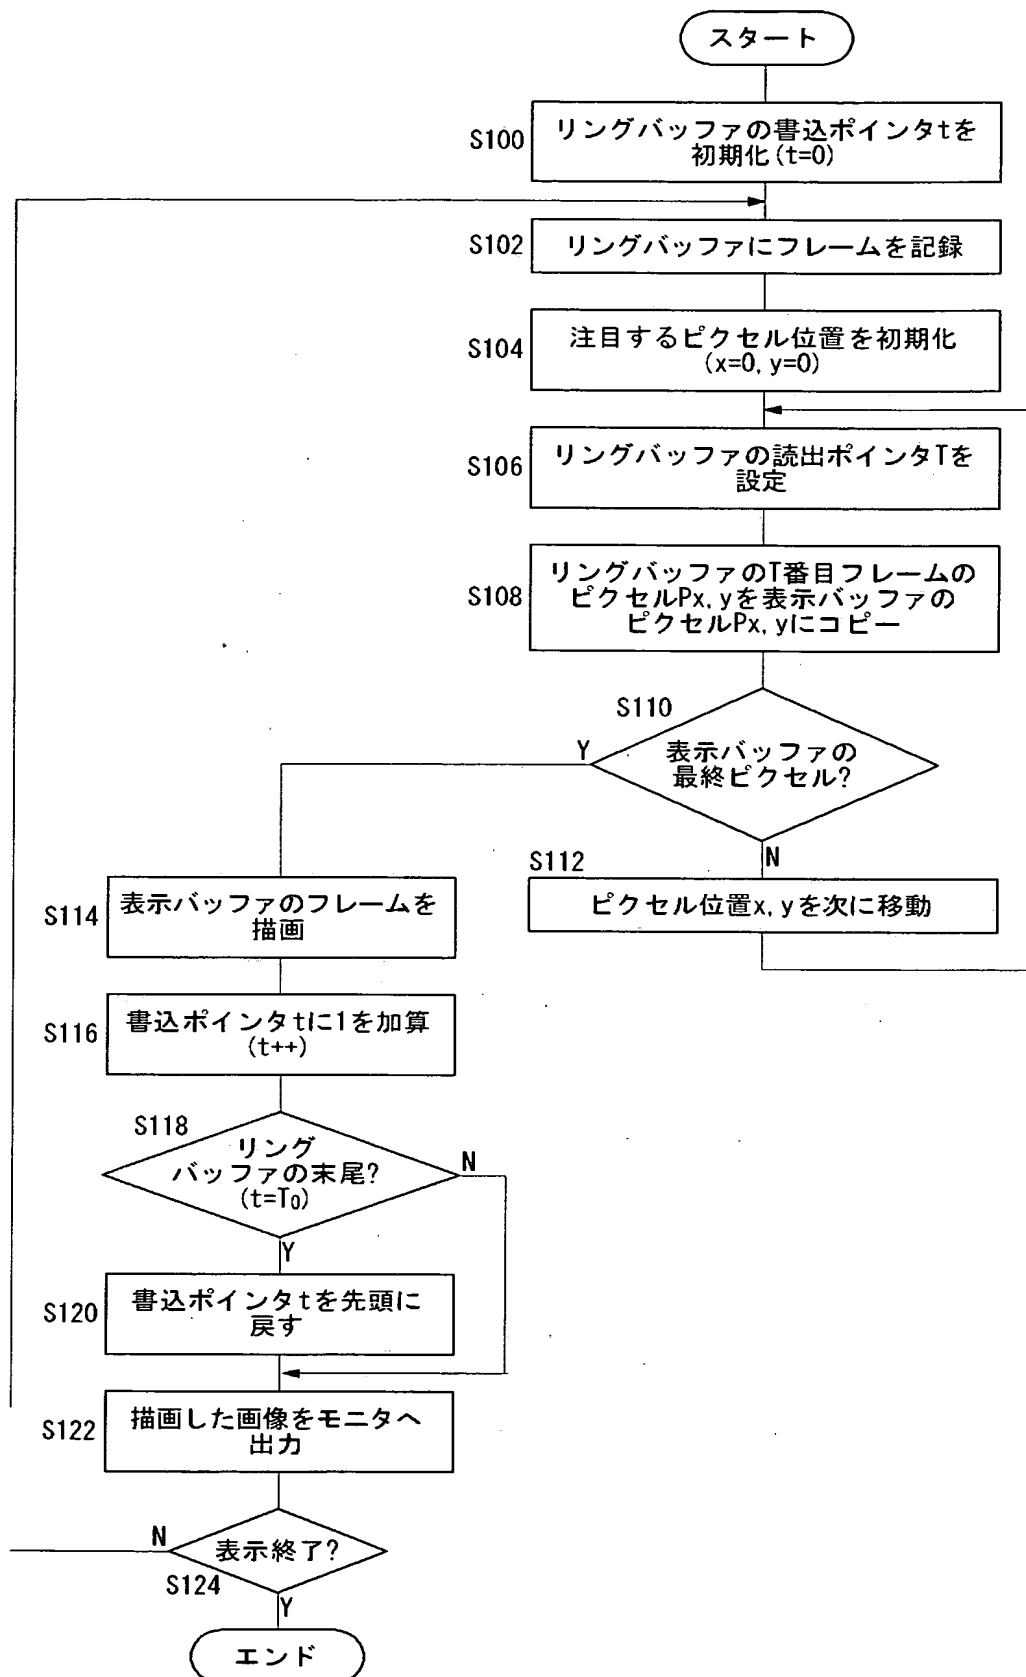 スタート
S100
リングバッファの書込ポインタtを
初期化(t=0)
S102
リングバッファにフレームを記録
S104
注目するピクセル位置を初期化
(x=0, y=0)
S106
リングバッファの読出ポインタTを
設定
S108
リングバッファのT番目フレームの
ピクセルPx, yを表示バッファの
ピクセルPx, yにコピー
S110
表示バッファの
最終ピクセル?
Y
N
S112
ピクセル位置x, yを次に移動
S114
表示バッファのフレームを
描画
S116
書込ポインタtに1を加算
(t++)
S118
リング
バッファの末尾?
(t=T0)
N
Y
S120
書込ポインタtを先頭に
戻す
S122
描画した画像をモニタへ
出力
N
表示終了?
S124
Y
エンド